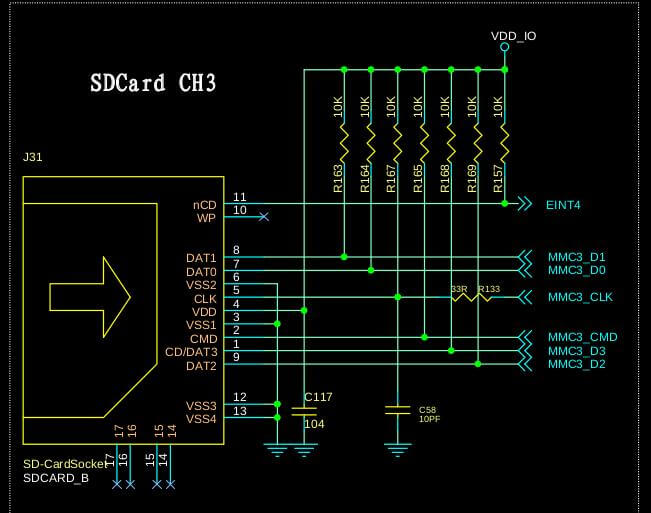 VDD_IO
SDCard CH3
10K 10K 10K 10K 10K 10K 10K
J31
R163 R164 R167 R165 R168 R169 R157
nCD 11 EINT4
WP 10
DAT1 8 MMC3_D1
DAT0 7 MMC3_D0
VSS2 6
CLK 5 33R R133 MMC3_CLK
VDD 4
VSS1 3
CMD 2 MMC3_CMD
CD/DAT3 1 MMC3_D3
DAT2 9 MMC3_D2
VSS3 12 C117
VSS4 13 104
C58
10PF
17 16 15 14
SD-CardSocket 17 16 15 14
SDCARD_B